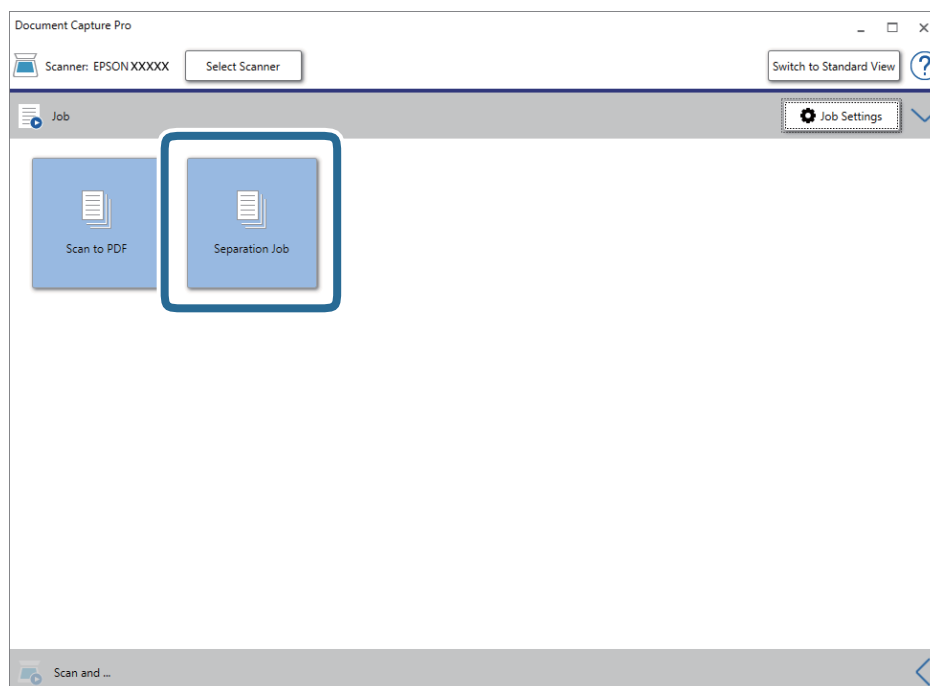 Document Capture Pro
Scanner: EPSON XXXXX Select Scanner Switch to Standard View ?
Job Job Settings
Scan to PDF Separation Job
Scan and ...